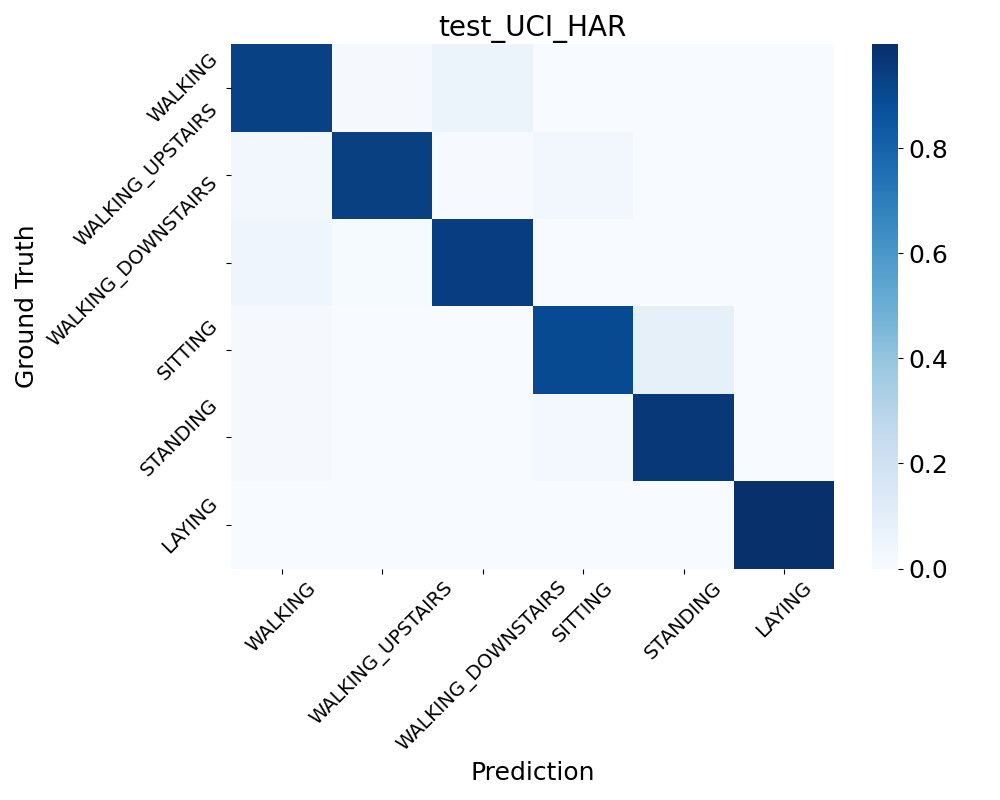 test_UCI_HAR
Ground Truth
WALKING
WALKING_UPSTAIRS
WALKING_DOWNSTAIRS
SITTING
STANDING
LAYING
0.8
0.6
0.4
0.2
0.0
WALKING
WALKING_UPSTAIRS
WALKING_DOWNSTAIRS
SITTING
STANDING
LAYING
Prediction